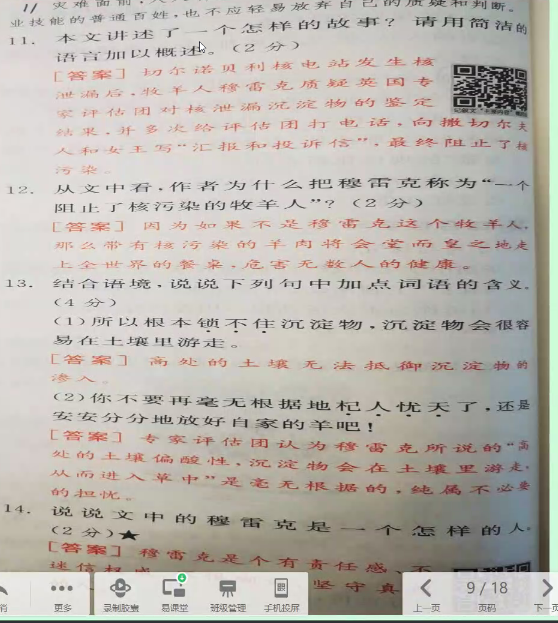 灾难面前，
业技能的普通百姓，也不应轻易放弃自己的质疑和判断。
11. 本文讲述了一个怎样的故事？请用简洁的
语言加以概述。（2分）
［答案］切尔诺贝利核电站发生核
泄漏后，牧羊人穆雷克质疑英国专
家评估团对核泄漏沉淀物的鉴定
结果，并多次给评估团打电话，向撒切尔夫
人和女王写“汇报和投诉信”，最终阻止了核
污染。
12. 从文中看，作者为什么把穆雷克称为“一个
阻止了核污染的牧羊人”？（2分）
［答案］因为如果不是穆雷克这个牧羊人，
那么带有核污染的羊肉将会堂而皇之地走
上全世界的餐桌，危害无数人的健康。
13. 结合语境，说说下列句中加点词语的含义。
（4分）
（1）所以根本锁不住沉淀物，沉淀物会很容
易在土壤里游走。
［答案］高处的土壤无法抵御沉淀物的
渗入。
（2）你不要再毫无根据地杞人忧天了，还是
安安分分地放好自家的羊吧！
［答案］专家评估团认为穆雷克所说的“高
处的土壤偏酸性，沉淀物会在土壤里游走，
从而进入草中”是毫无根据的，纯属不必要
的担忧。
14. 说说文中的穆雷克是一个怎样的人。
（2分）★
［答案］穆雷克是个有责任感、不
迷信权
坚守真
消 更多 录制胶囊 易课堂 班级管理 手机投屏 上一页 9/18 页码 下一页